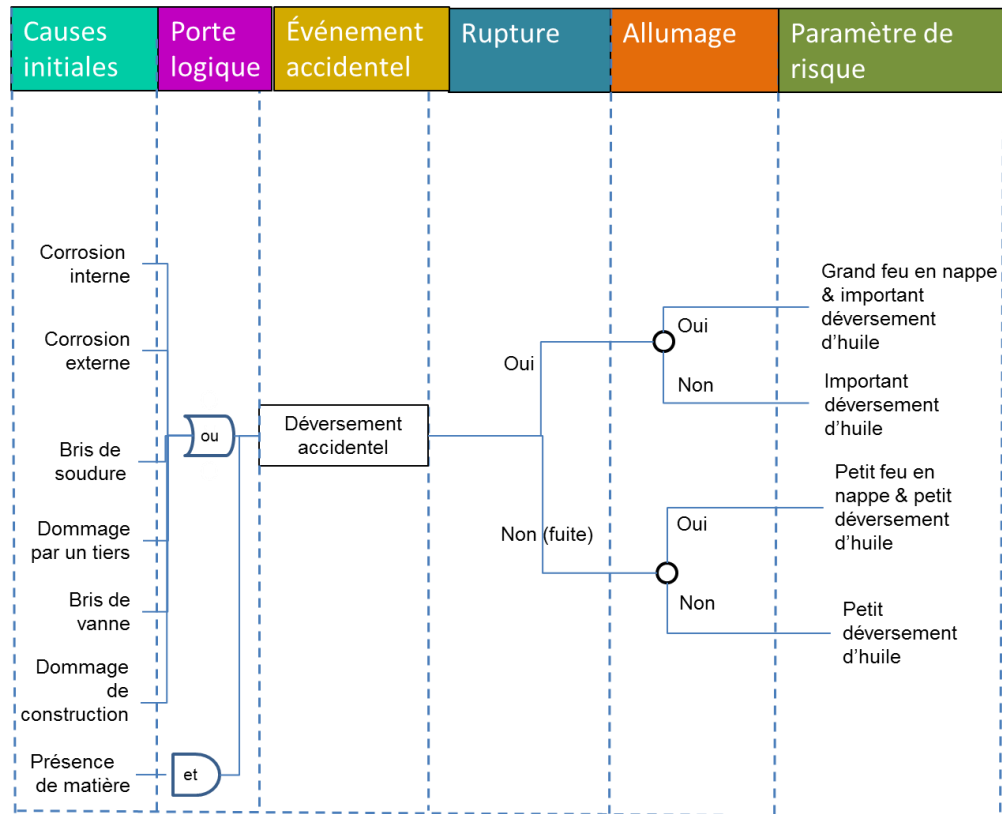 Causes
initiales
Porte
logique
Événement
accidentel
Rupture
Allumage
Paramètre de
risque
Corrosion
interne
Corrosion
externe
Bris de
soudure
Dommage
par un tiers
Bris de
vanne
Dommage
de
construction
Présence
de matière
ou
et
Déversement
accidentel
Oui
Non (fuite)
Oui
Non
Oui
Non
Grand feu en nappe
& important
déversement
d'huile
Important
déversement
d'huile
Petit feu en
nappe & petit
déversement
d'huile
Petit
déversement
d'huile